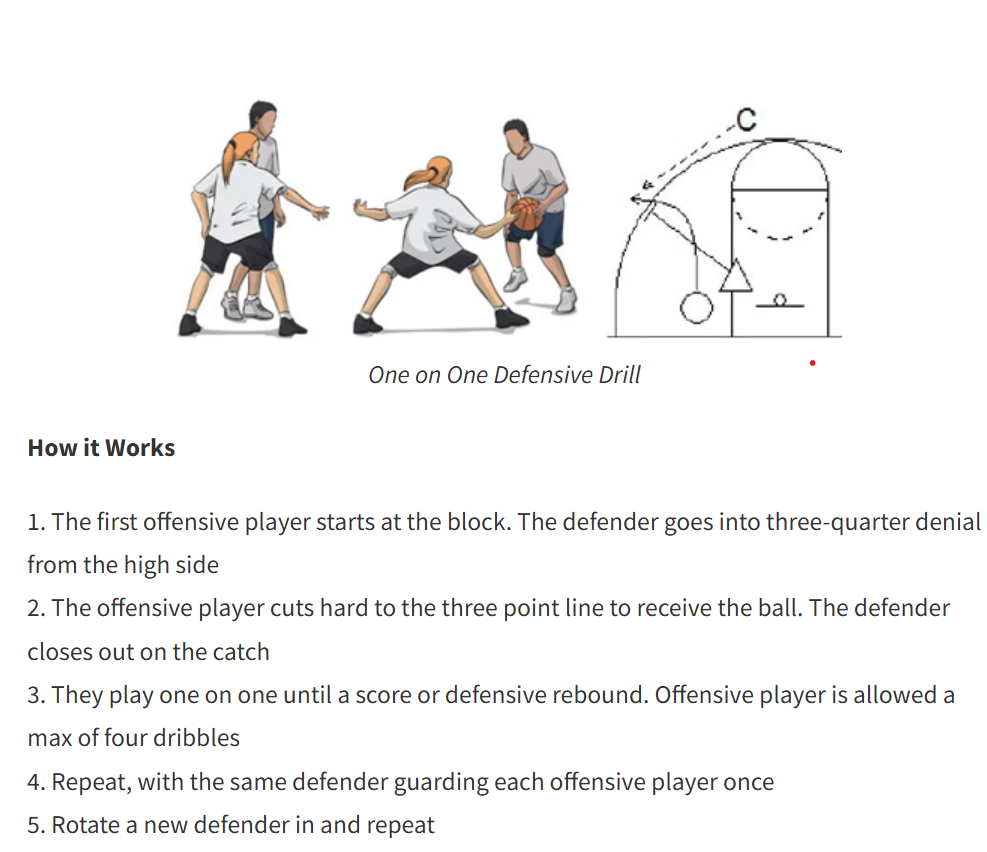 C
One on One Defensive Drill
How it Works
1. The first offensive player starts at the block. The defender goes into three-quarter denial
from the high side
2. The offensive player cuts hard to the three point line to receive the ball. The defender
closes out on the catch
3. They play one on one until a score or defensive rebound. Offensive player is allowed a
max of four dribbles
4. Repeat, with the same defender guarding each offensive player once
5. Rotate a new defender in and repeat